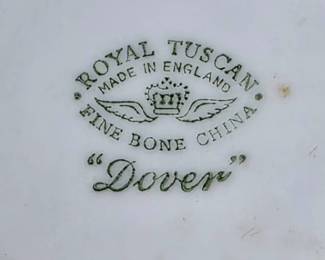 ROYAL TUSCAN
MADE IN ENGLAND
FINE BONE CHINA
"Dover"